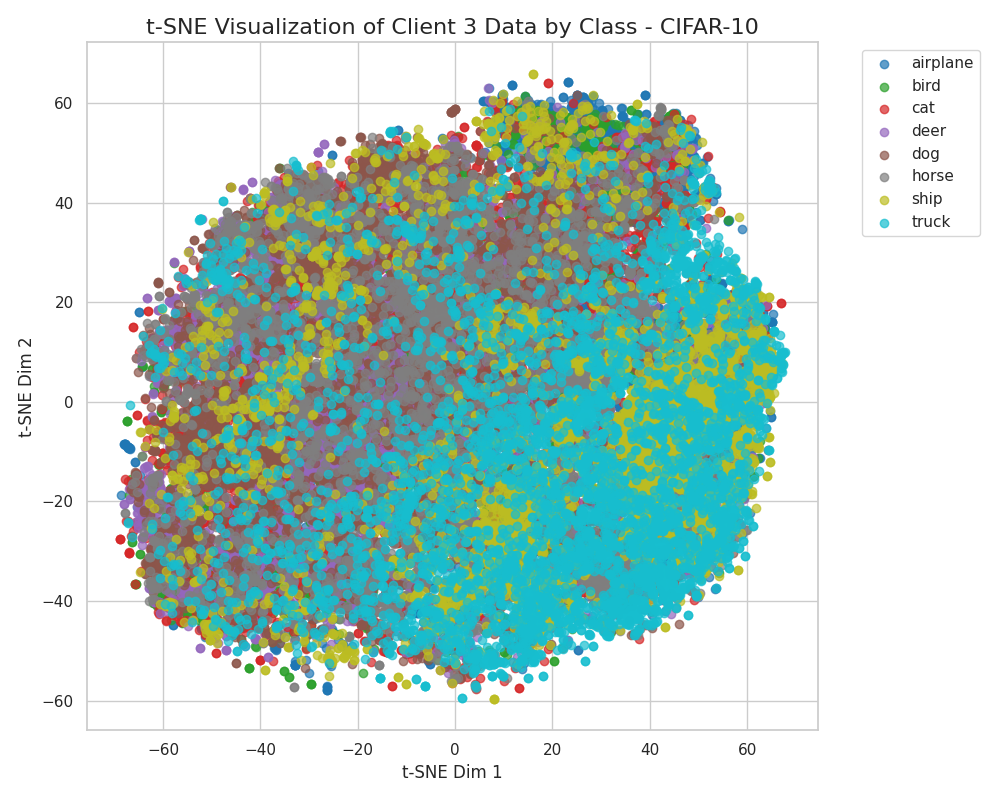 t-SNE Visualization of Client 3 Data by Class - CIFAR-10
airplane
bird
cat
deer
dog
horse
ship
truck
60
40
20
0
−20
−40
−60
t-SNE Dim 2
−60 −40 −20 0 20 40 60
t-SNE Dim 1